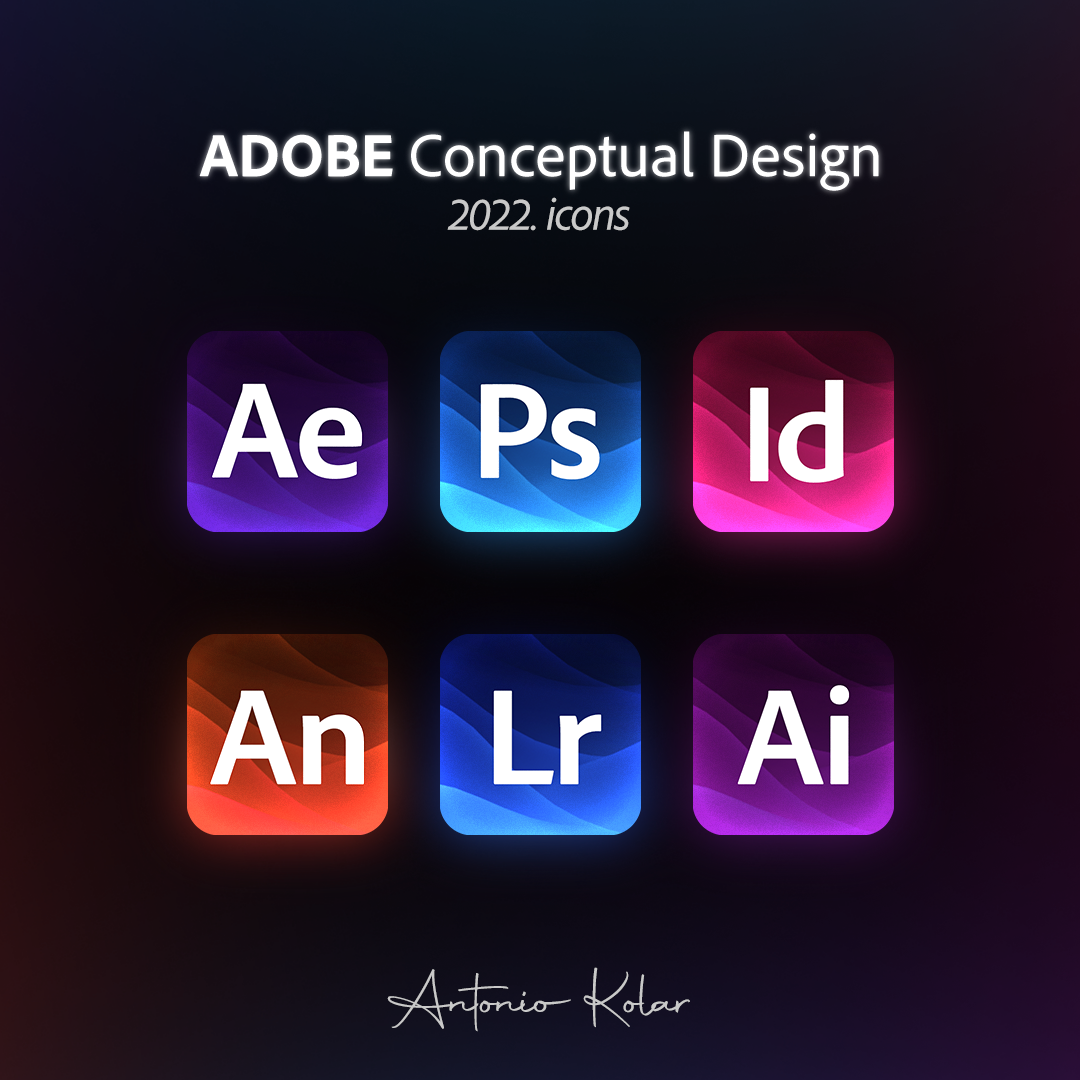 ADOBE Conceptual Design
2022. icons
Ae Ps Id
An Lr Ai
Antonio Kolar